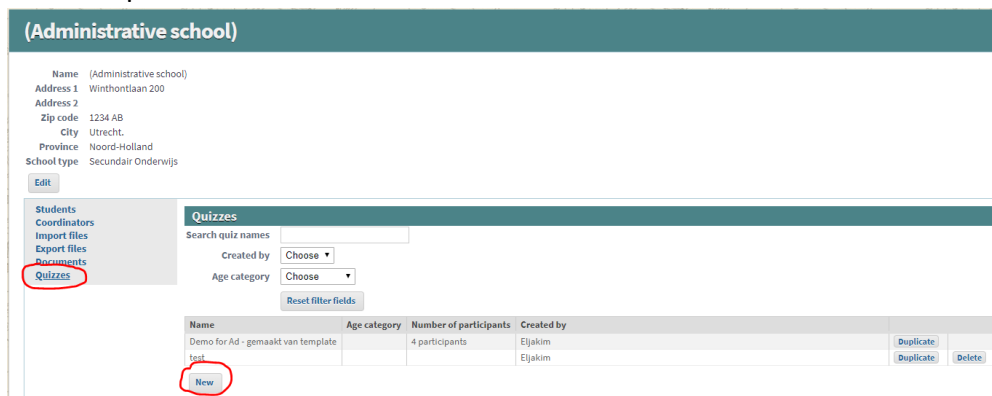 (Administrative school)
Name (Administrative school)
Address 1 Winthontlaan 200
Address 2
Zip code 1234 AB
City Utrecht.
Province Noord-Holland
School type Secundair Onderwijs
Edit
Students
Coordinators
Import files
Export files
Documents
Quizzes
Quizzes
Search quiz names
Created by Choose
Age category Choose
Reset filter fields
Name Age category Number of participants Created by
Demo for Ad - gemaakt van template 4 participants Eljakim Duplicate
test Eljakim Duplicate Delete
New